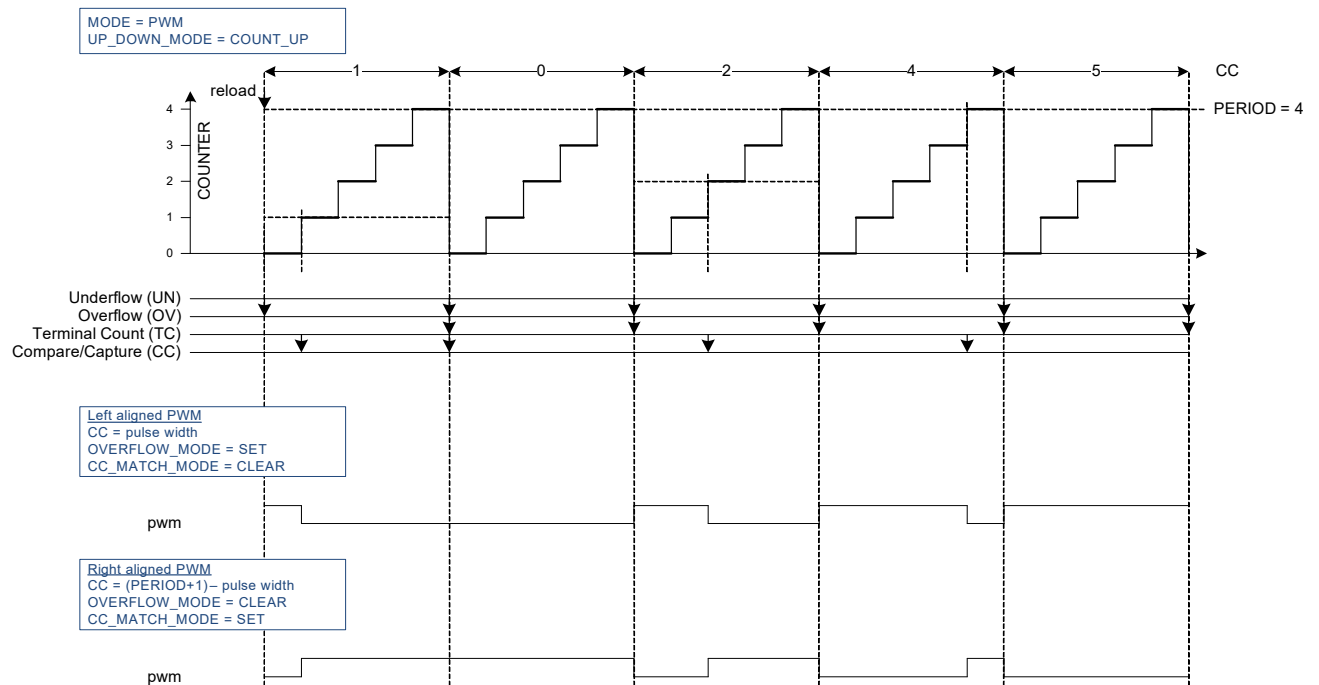 MODE = PWM
UP_DOWN_MODE = COUNT_UP
1 0 2 4 5 CC
reload
4 PERIOD = 4
3
2
1
0
COUNTER
Underflow (UN)
Overflow (OV)
Terminal Count (TC)
Compare/Capture (CC)
Left aligned PWM
CC = pulse width
OVERFLOW_MODE = SET
CC_MATCH_MODE = CLEAR
pwm
Right aligned PWM
CC = (PERIOD+1) – pulse width
OVERFLOW_MODE = CLEAR
CC_MATCH_MODE = SET
pwm